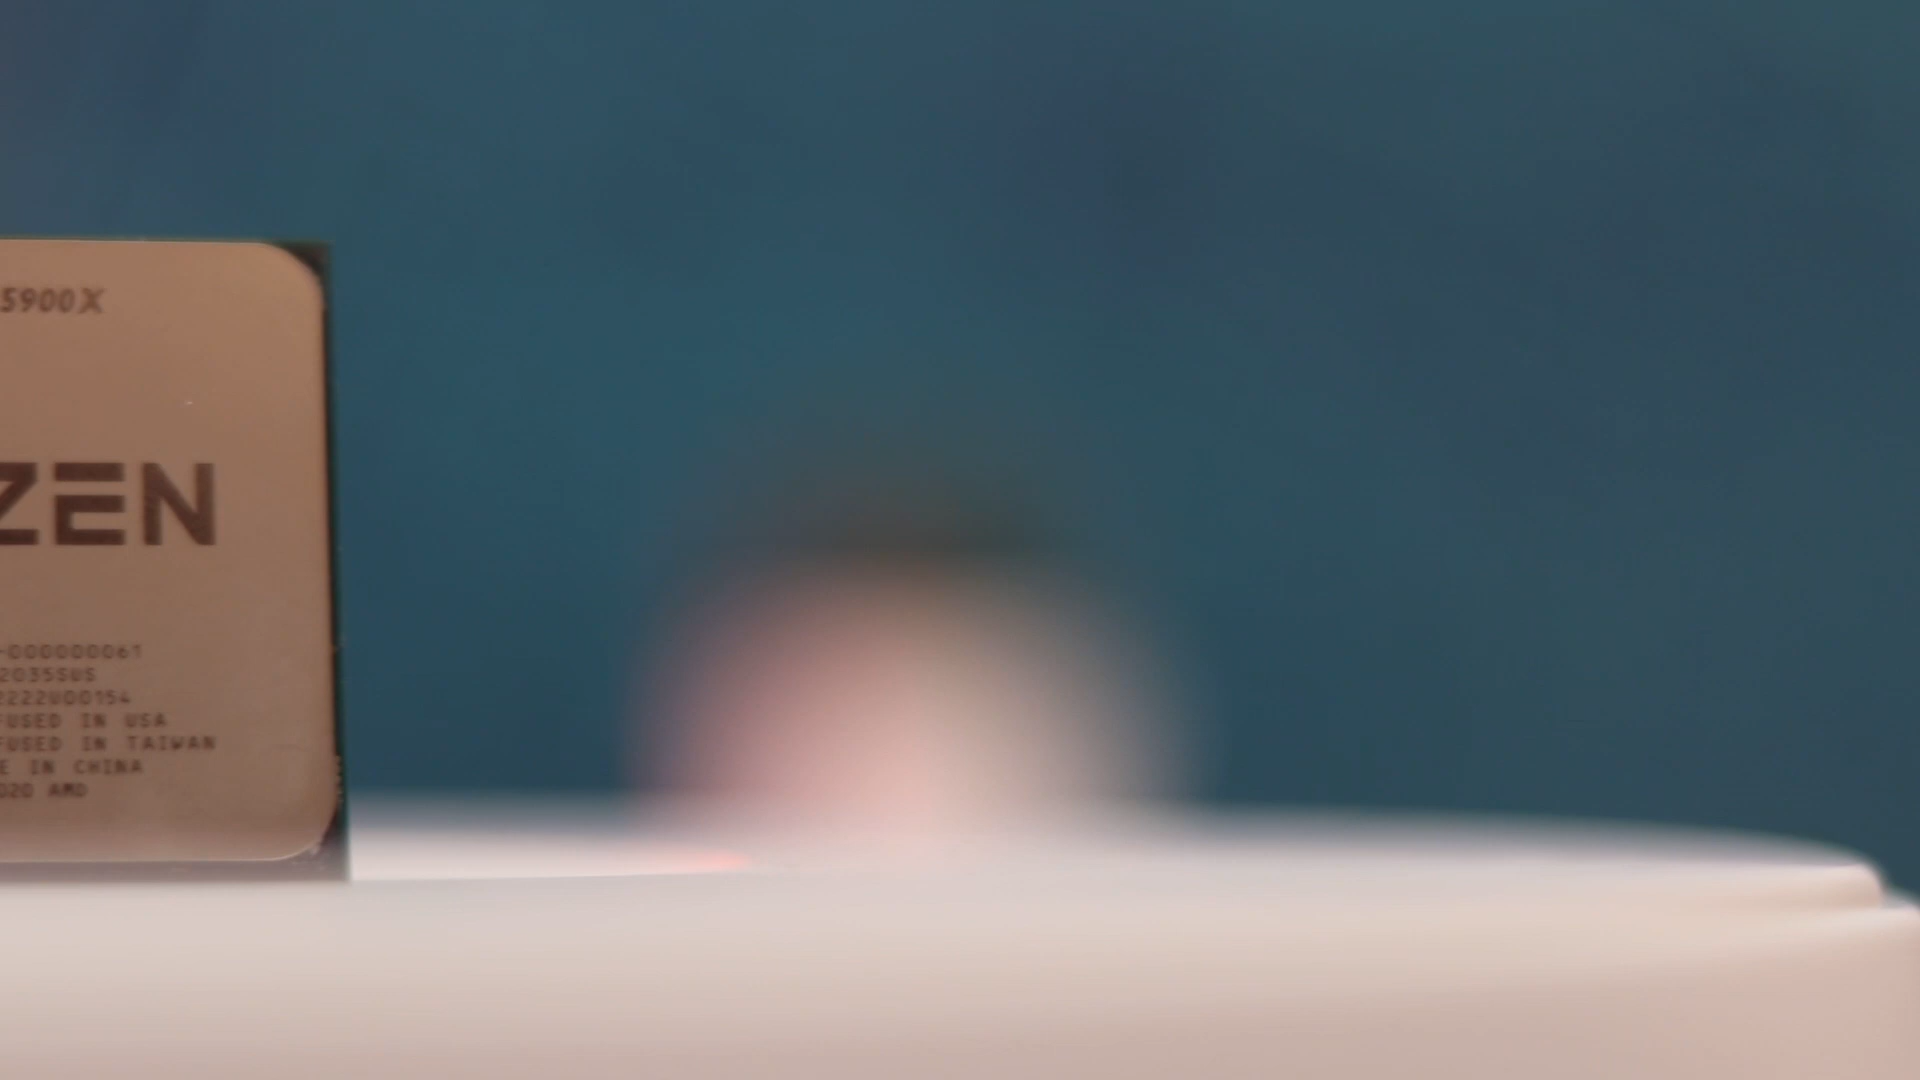 5900X
ZEN
-000000061
2035SUS
2222U00154
FUSED IN USA
FUSED IN TAIWAN
E IN CHINA
020 AMD